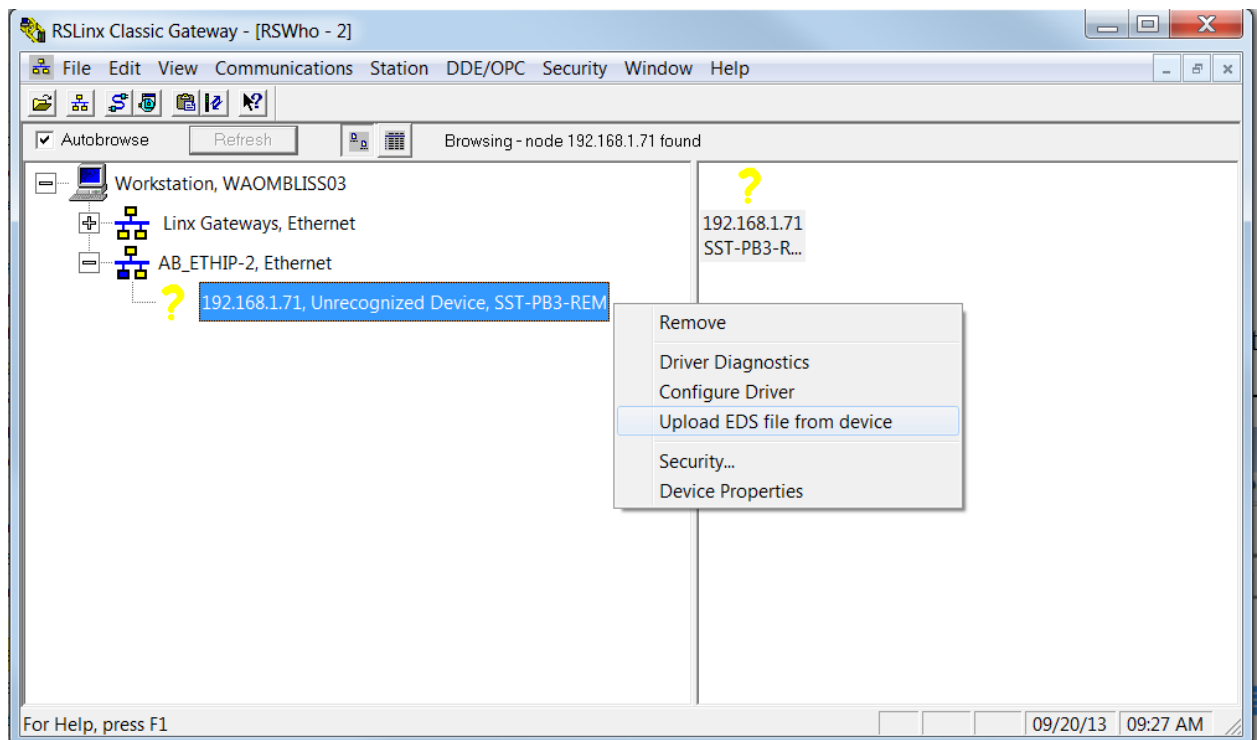 RSLinx Classic Gateway - [RSWho - 2]
File Edit View Communications Station DDE/OPC Security Window Help
Autobrowse Refresh Browsing - node 192.168.1.71 found
Workstation, WAOMBLISS03
Linx Gateways, Ethernet
AB_ETHIP-2, Ethernet
192.168.1.71, Unrecognized Device, SST-PB3-REM
192.168.1.71
SST-PB3-R...
Remove
Driver Diagnostics
Configure Driver
Upload EDS file from device
Security...
Device Properties
For Help, press F1
09/20/13 09:27 AM